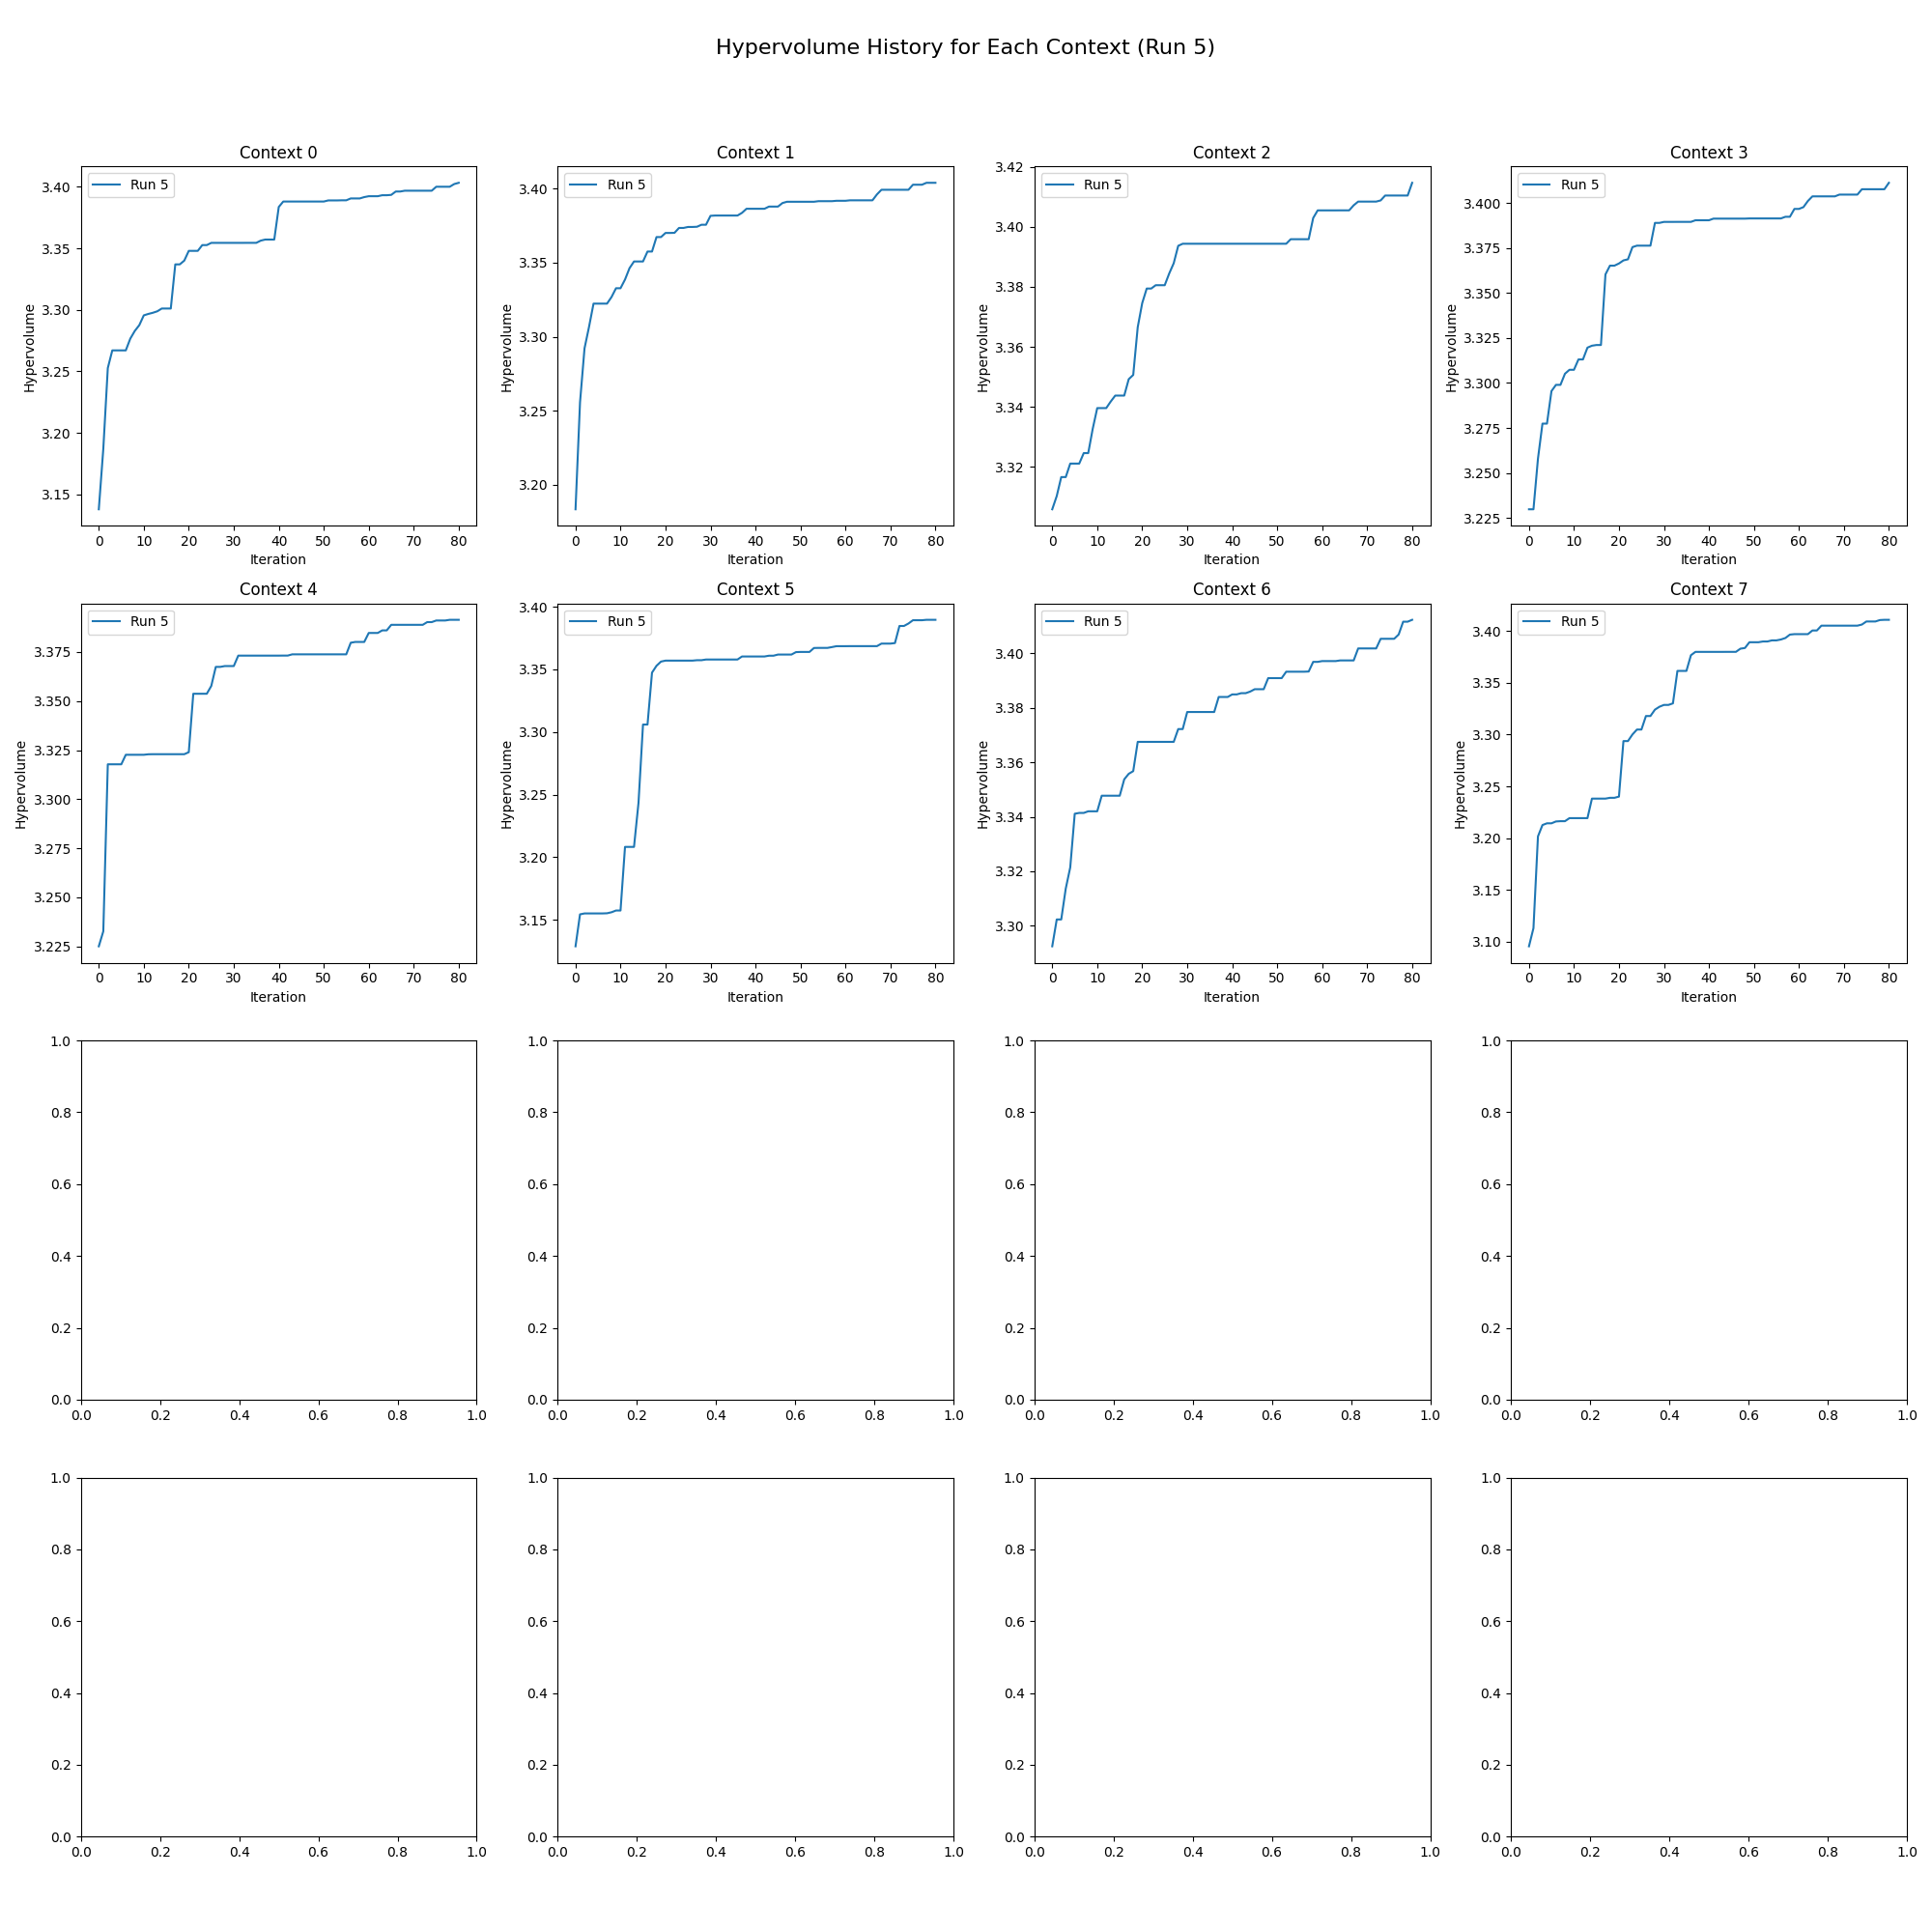 Hypervolume History for Each Context (Run 5)
Context 0
Run 5
3.40
3.35
3.30
3.25
3.20
3.15
Hypervolume
0 10 20 30 40 50 60 70 80
Iteration
Context 1
Run 5
3.40
3.35
3.30
3.25
3.20
Hypervolume
0 10 20 30 40 50 60 70 80
Iteration
Context 2
Run 5
3.42
3.40
3.38
3.36
3.34
3.32
Hypervolume
0 10 20 30 40 50 60 70 80
Iteration
Context 3
Run 5
3.400
3.375
3.350
3.325
3.300
3.275
3.250
3.225
Hypervolume
0 10 20 30 40 50 60 70 80
Iteration
Context 4
Run 5
3.375
3.350
3.325
3.300
3.275
3.250
3.225
Hypervolume
0 10 20 30 40 50 60 70 80
Iteration
Context 5
Run 5
3.40
3.35
3.30
3.25
3.20
3.15
Hypervolume
0 10 20 30 40 50 60 70 80
Iteration
Context 6
Run 5
3.40
3.38
3.36
3.34
3.32
3.30
Hypervolume
0 10 20 30 40 50 60 70 80
Iteration
Context 7
Run 5
3.40
3.35
3.30
3.25
3.20
3.15
3.10
Hypervolume
0 10 20 30 40 50 60 70 80
Iteration
1.0
0.8
0.6
0.4
0.2
0.0
0.0 0.2 0.4 0.6 0.8 1.0
1.0
0.8
0.6
0.4
0.2
0.0
0.0 0.2 0.4 0.6 0.8 1.0
1.0
0.8
0.6
0.4
0.2
0.0
0.0 0.2 0.4 0.6 0.8 1.0
1.0
0.8
0.6
0.4
0.2
0.0
0.0 0.2 0.4 0.6 0.8 1.0
1.0
0.8
0.6
0.4
0.2
0.0
0.0 0.2 0.4 0.6 0.8 1.0
1.0
0.8
0.6
0.4
0.2
0.0
0.0 0.2 0.4 0.6 0.8 1.0
1.0
0.8
0.6
0.4
0.2
0.0
0.0 0.2 0.4 0.6 0.8 1.0
1.0
0.8
0.6
0.4
0.2
0.0
0.0 0.2 0.4 0.6 0.8 1.0